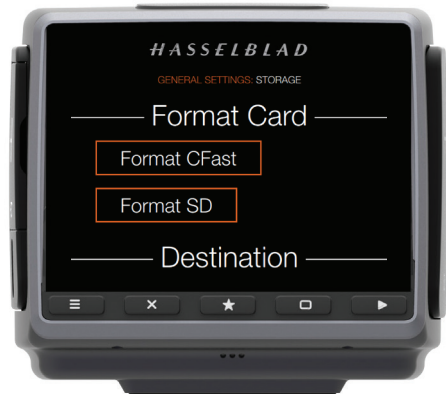 HASSELBLAD
GENERAL SETTINGS: STORAGE
Format Card
Format CFast
Format SD
Destination